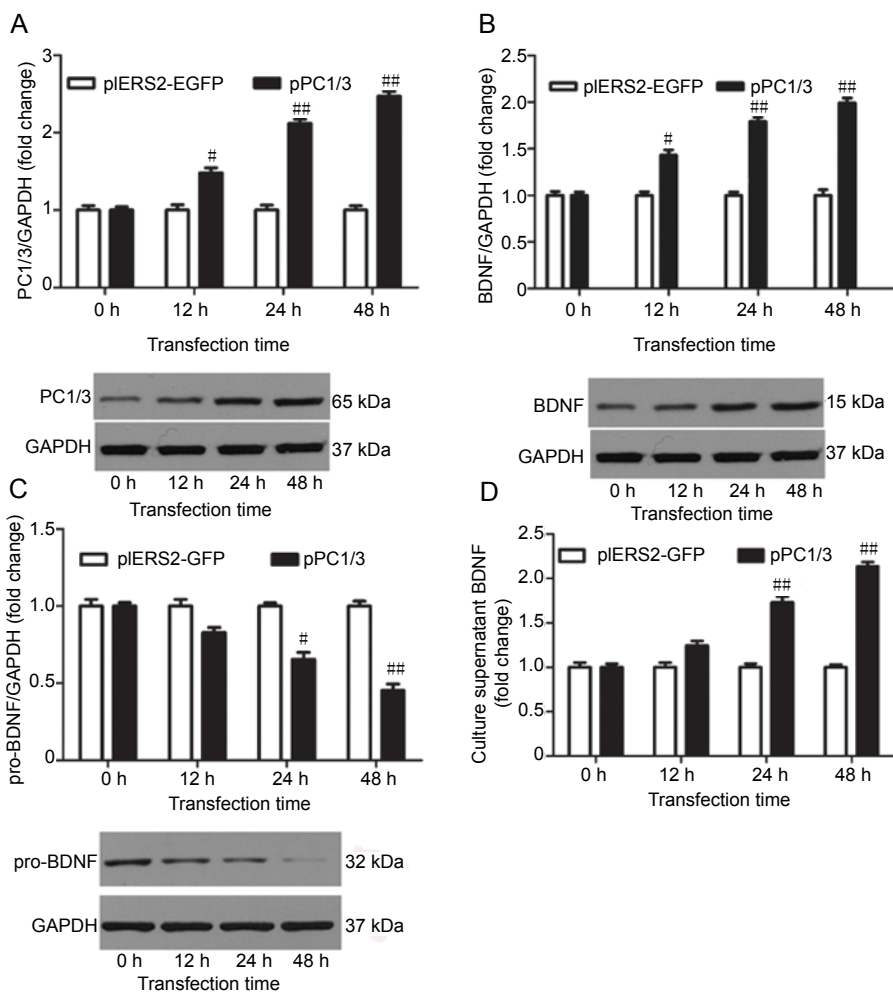 A
PC1/3/GAPDH (fold change)
3
2
1
0
pIERS2-EGFP
pPC1/3
#
##
##
0 h 12 h 24 h 48 h
Transfection time
PC1/3
65 kDa
GAPDH
37 kDa
0 h 12 h 24 h 48 h
Transfection time
B
BDNF/GAPDH (fold change)
2.5
2.0
1.5
1.0
0.5
0
pIERS2-EGFP
pPC1/3
#
##
##
0 h 12 h 24 h 48 h
Transfection time
BDNF
15 kDa
GAPDH
37 kDa
0 h 12 h 24 h 48 h
Transfection time
C
pro-BDNF/GAPDH (fold change)
1.5
1.0
0.5
0
pIERS2-GFP
pPC1/3
#
##
0 h 12 h 24 h 48 h
Transfection time
pro-BDNF
32 kDa
GAPDH
37 kDa
0 h 12 h 24 h 48 h
Transfection time
D
Culture supernatant BDNF
(fold change)
2.5
2.0
1.5
1.0
0.5
0
pIERS2-GFP
pPC1/3
##
##
0 h 12 h 24 h 48 h
Transfection time